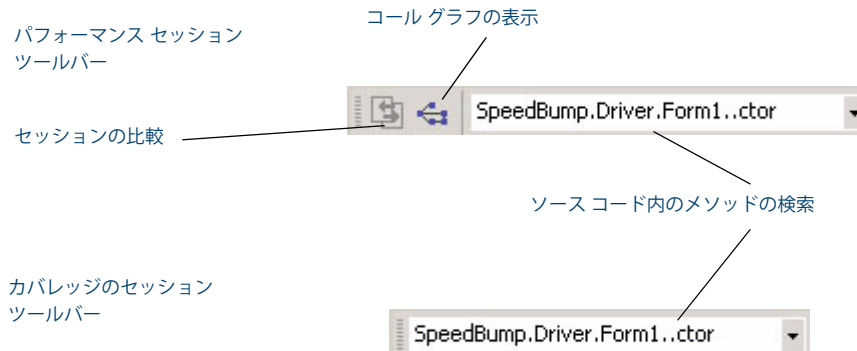 コール グラフの表示
パフォーマンス セッション
ツールバー
SpeedBump.Driver.Form1..ctor
セッションの比較
ソース コード内のメソッドの検索
カバレッジのセッション
ツールバー
SpeedBump.Driver.Form1..ctor